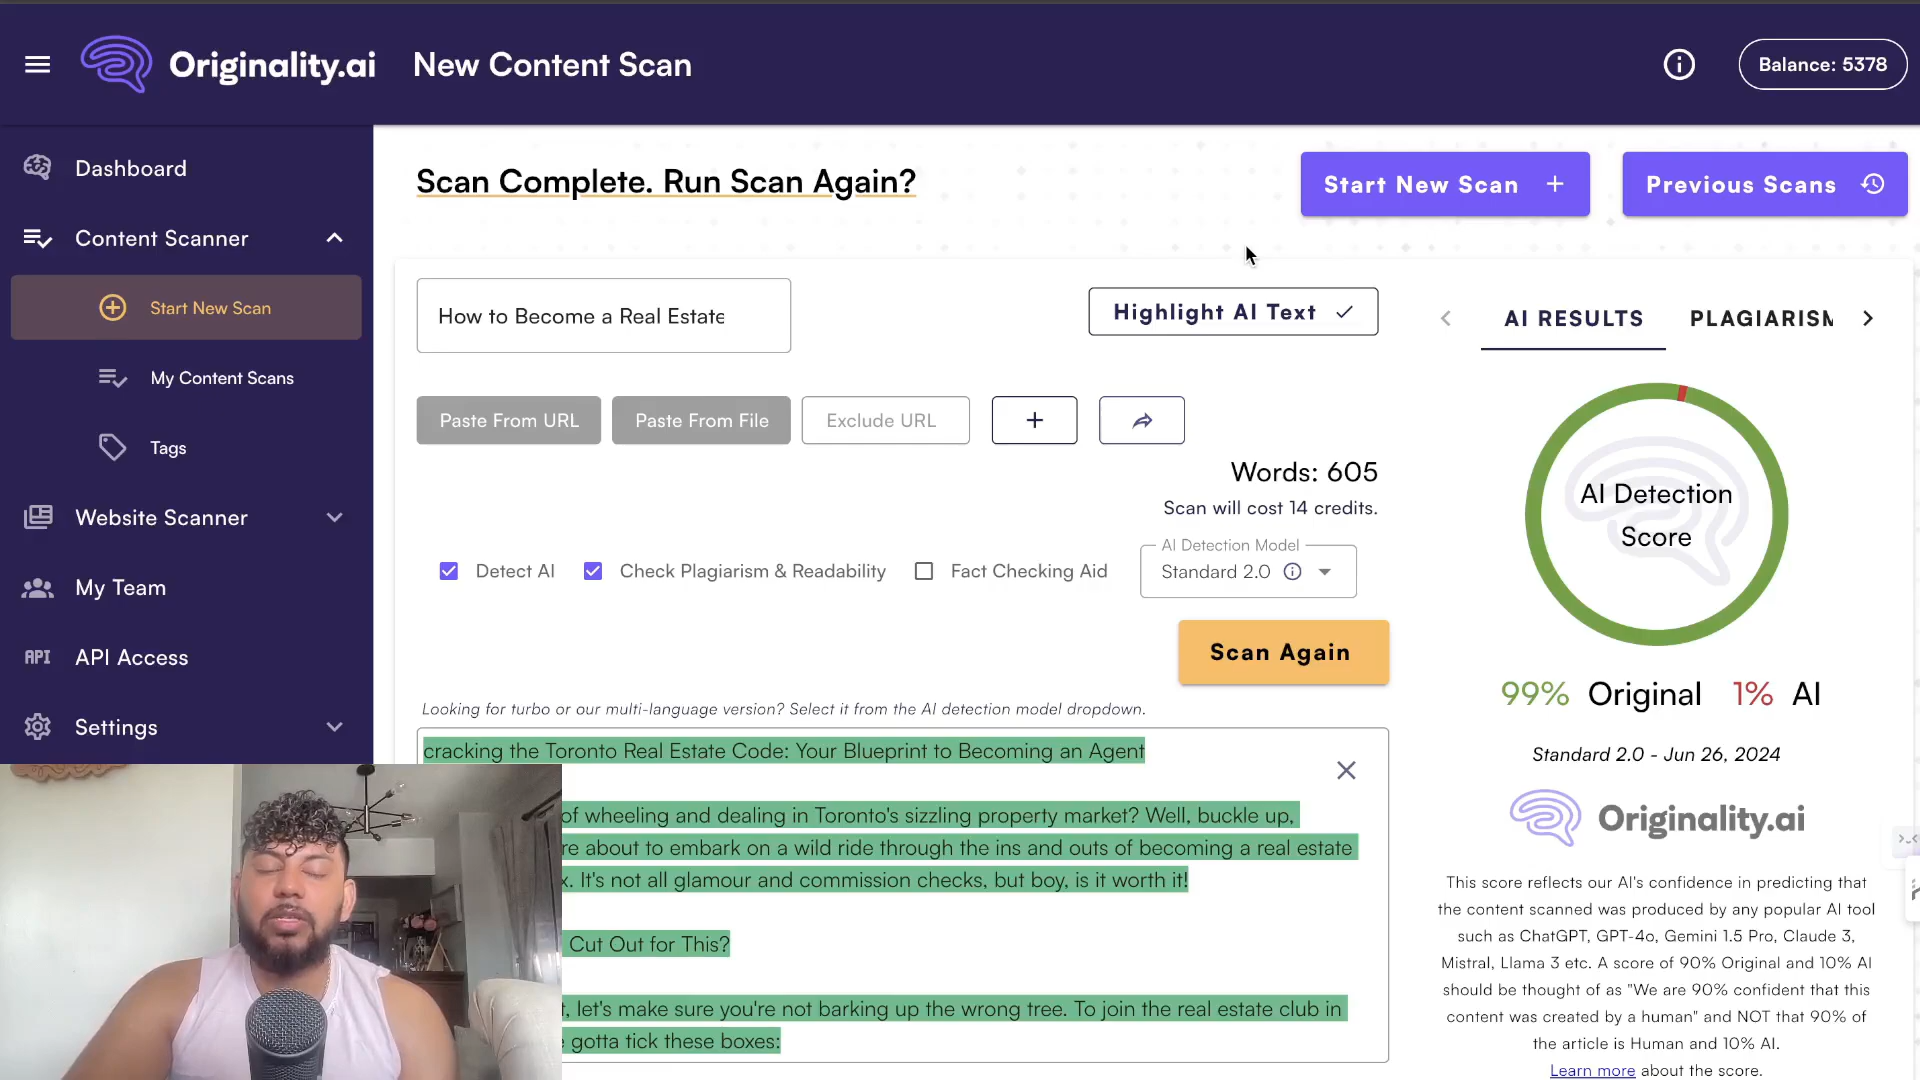 Originality.ai
New Content Scan
Balance: 5378
Dashboard
Content Scanner
Start New Scan
My Content Scans
Tags
Website Scanner
My Team
API
API Access
Settings
Scan Complete. Run Scan Again?
Start New Scan +
Previous Scans
How to Become a Real Estate
Highlight AI Text
Paste From URL
Paste From File
Exclude URL
+
Words: 605
Scan will cost 14 credits.
Detect AI
Check Plagiarism & Readability
Fact Checking Aid
AI Detection Model
Standard 2.0
Scan Again
Looking for turbo or our multi-language version? Select it from the AI detection model dropdown.
cracking the Toronto Real Estate Code: Your Blueprint to Becoming an Agent
of wheeling and dealing in Toronto's sizzling property market? Well, buckle up,
re about to embark on a wild ride through the ins and outs of becoming a real estate
x. It's not all glamour and commission checks, but boy, is it worth it!
Cut Out for This?
, let's make sure you're not barking up the wrong tree. To join the real estate club in
gotta tick these boxes:
AI RESULTS
PLAGIARISM
AI Detection
Score
99% Original 1% AI
Standard 2.0 - Jun 26, 2024
Originality.ai
This score reflects our AI's confidence in predicting that
the content scanned was produced by any popular AI tool
such as ChatGPT, GPT-4o, Gemini 1.5 Pro, Claude 3,
Mistral, Llama 3 etc. A score of 90% Original and 10% AI
should be thought of as "We are 90% confident that this
content was created by a human" and NOT that 90% of
the article is Human and 10% AI.
Learn more about the score.